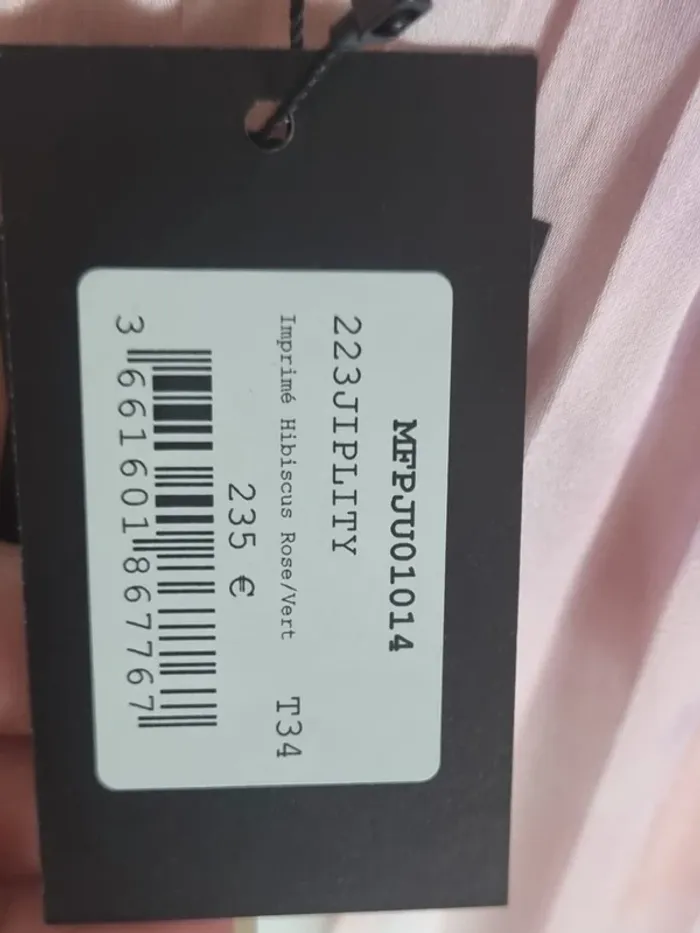 MFPJU01014
223JIPLITY
Imprimé Hibiscus Rose/Vert T34
235 €
3 661601 867767